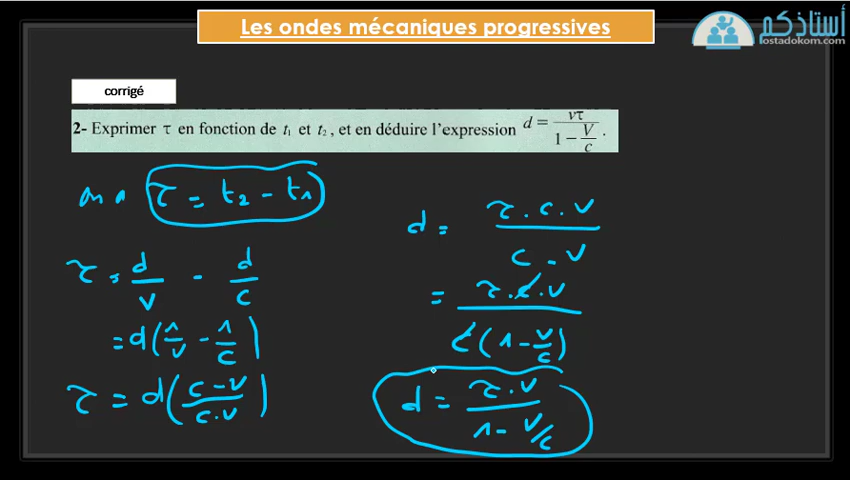 Les ondes mécaniques progressives
أستاذكم
lostadokom.com
corrigé
2- Exprimer τ en fonction de t₁ et t₂, et en déduire l'expression d = vτ / (1 - V/c).
on a τ = t₂ - t₁
τ = d/v - d/c
= d(1/v - 1/c)
τ = d((c - v)/(c.v))
d = τ.c.v / (c - v)
= τ.c.v / (c(1 - v/c))
d = τ.v / (1 - v/c)